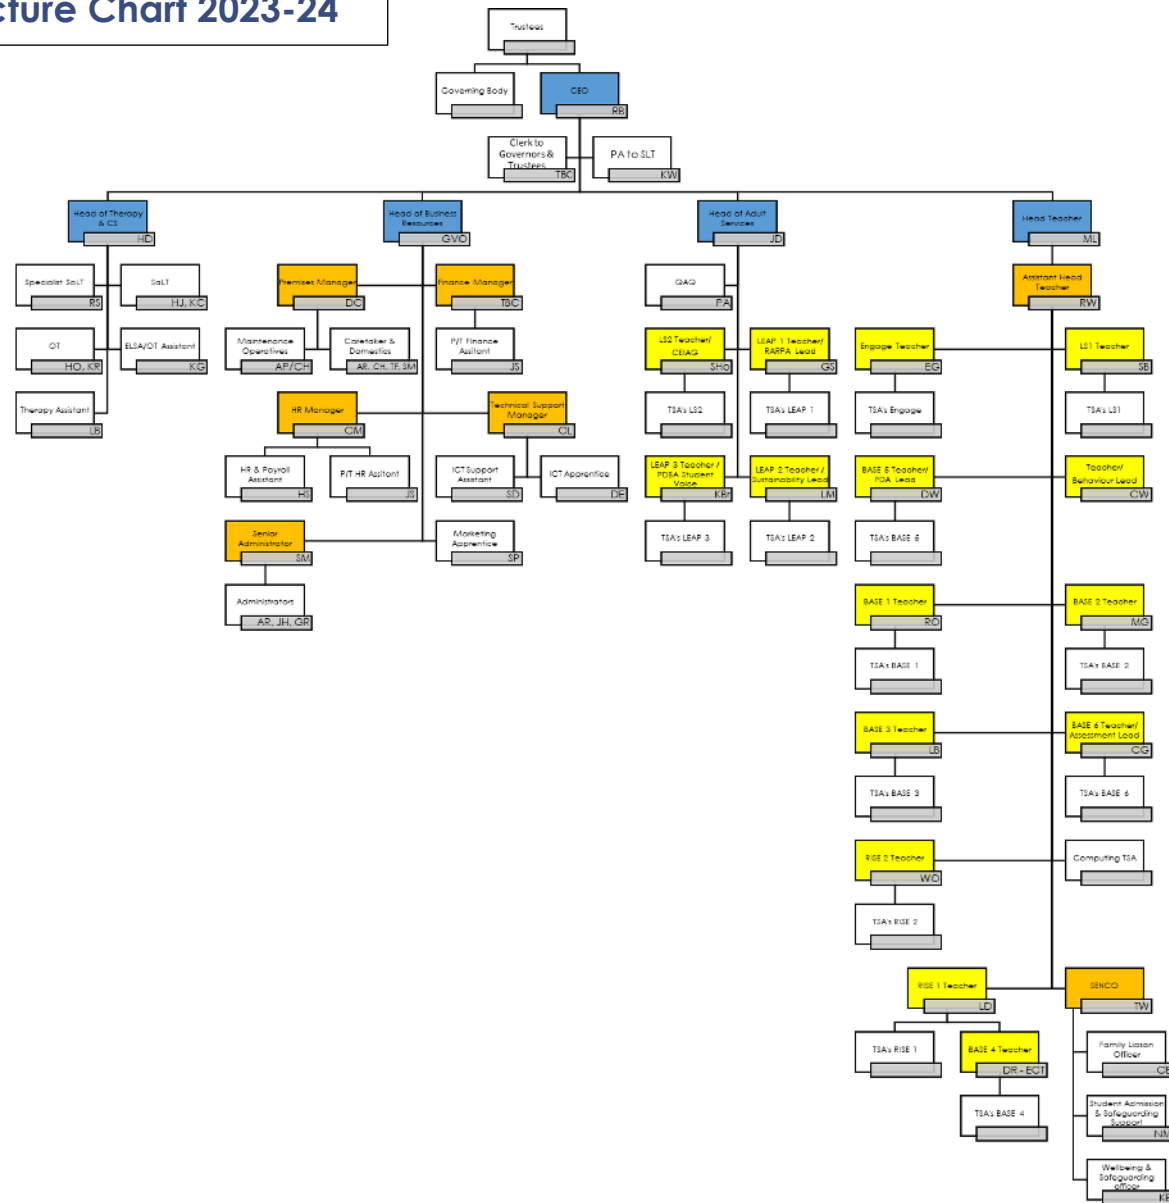 cture Chart 2023-24
Trustees
Governing Body
CEO
RB
Clerk to
Governors &
Trustees
TBC
PA to SLT
KW
Head of Therapy
& CS
HD
Head of Business
Resources
GVO
Head of Adult
Services
JD
Head Teacher
ML
Specialist SaLT
RS
SaLT
HJ, KC
Premises Manager
DC
Finance Manager
TBC
QAQ
PA
Assistant Head
Teacher
RW
OT
HO, KR
ELSA/OT Assistant
KG
Maintenance
Operatives
AP/CH
Caretaker &
Domestics
AR, CH, TF, SM
P/T Finance
Assitant
JS
LS2 Teacher/
CEIAG
SHo
LEAP 1 Teacher/
RARPA Lead
GS
Engage Teacher
EG
LS1 Teacher
SB
Therapy Assistant
LB
HR Manager
CM
Technical Support
Manager
CL
TSA's LS2
TSA's LEAP 1
TSA's Engage
TSA's LS1
HR & Payroll
Assistant
HS
P/T HR Assitant
JS
ICT Support
Assistant
SD
ICT Apprentice
DE
LEAP 3 Teacher /
PDBA Student
Voice
KBr
LEAP 2 Teacher /
Sustainability Lead
LM
BASE 5 Teacher/
PDA Lead
DW
Teacher/
Behaviour Lead
CW
Senior
Administrator
SM
Marketing
Apprentice
SP
TSA's LEAP 3
TSA's LEAP 2
TSA's BASE 5
Administrators
AR, JH, GR
BASE 1 Teacher
RO
BASE 2 Teacher
MG
TSA's BASE 1
TSA's BASE 2
BASE 3 Teacher
LB
BASE 6 Teacher/
Assessment Lead
CG
TSA's BASE 3
TSA's BASE 6
RISE 2 Teacher
WO
Computing TSA
TSA's RISE 2
RISE 1 Teacher
LD
SENCO
TW
TSA's RISE 1
BASE 4 Teacher
DR - ECT
Family Liason
Officer
TSA's BASE 4
Student Admission
& Safeguarding
Support
NM
Wellbeing &
Safeguarding
officer